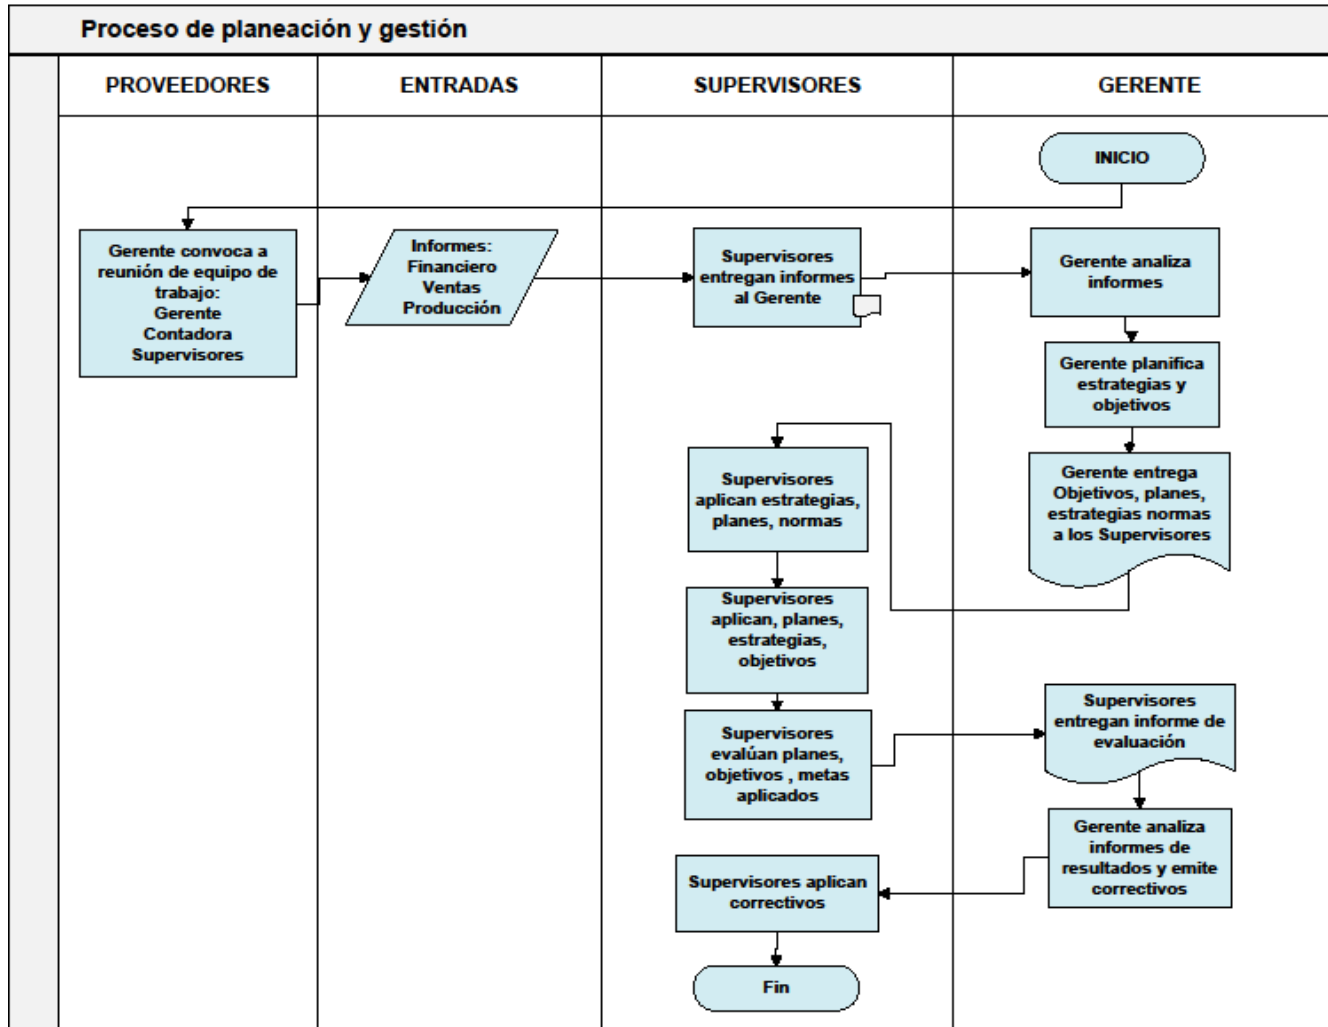 Proceso de planeación y gestión
PROVEEDORES
ENTRADAS
SUPERVISORES
GERENTE
INICIO
Gerente convoca a
reunión de equipo de
trabajo:
Gerente
Contadora
Supervisores
Informes:
Financiero
Ventas
Producción
Supervisores
entregan informes
al Gerente
Gerente analiza
informes
Gerente planifica
estrategias y
objetivos
Gerente entrega
Objetivos, planes,
estrategias normas
a los Supervisores
Supervisores
aplican estrategias,
planes, normas
Supervisores
aplican, planes,
estrategias,
objetivos
Supervisores
evalúan planes,
objetivos , metas
aplicados
Supervisores
entregan informe de
evaluación
Gerente analiza
informes de
resultados y emite
correctivos
Supervisores aplican
correctivos
Fin